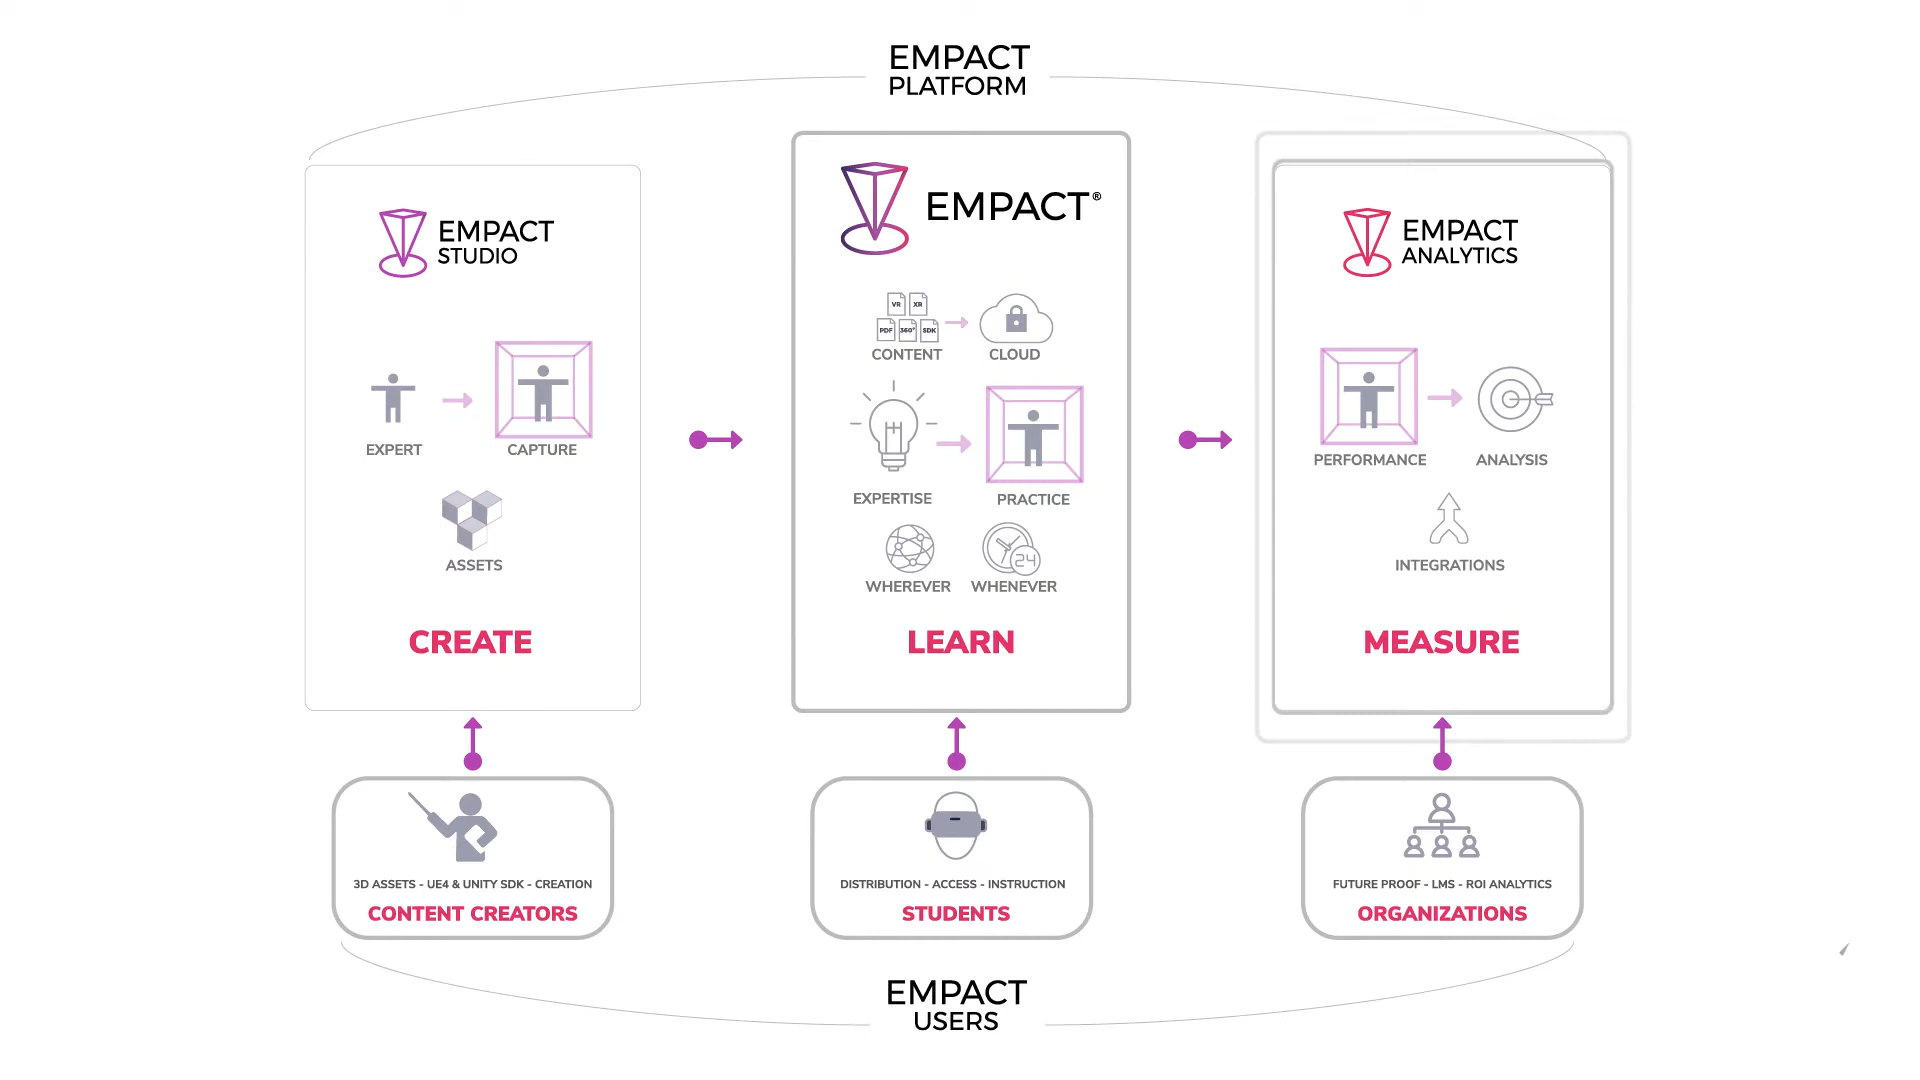 EMPACT
PLATFORM
EMPACT
STUDIO
EXPERT
CAPTURE
ASSETS
CREATE
EMPACT®
VR
XR
PDF
360°
SDK
CONTENT
CLOUD
EXPERTISE
PRACTICE
24
WHEREVER
WHENEVER
LEARN
EMPACT
ANALYTICS
PERFORMANCE
ANALYSIS
INTEGRATIONS
MEASURE
3D ASSETS - UE4 & UNITY SDK - CREATION
CONTENT CREATORS
DISTRIBUTION - ACCESS - INSTRUCTION
STUDENTS
FUTURE PROOF - LMS - ROI ANALYTICS
ORGANIZATIONS
EMPACT
USERS